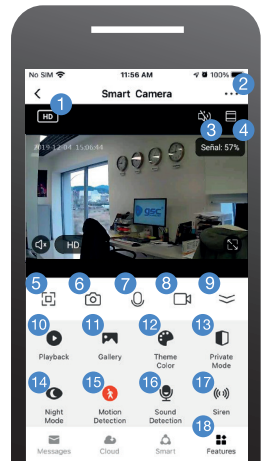 No SIM 11:56 AM 100%
2
Smart Camera
1
HD
3 4
2019-12-04 15:06:44
Señal: 57%
QSC
HD
5 6 7 8 9
10 11 12 13
Playback Gallery Theme Color Private Mode
14 15 16 17
Night Mode Motion Detection Sound Detection Siren
18
Messages Cloud Smart Features